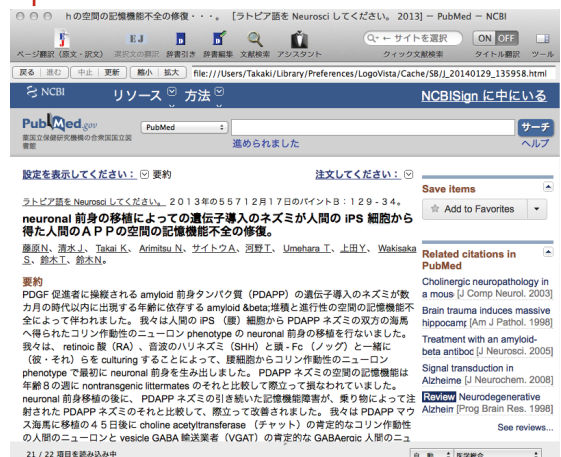 hの空間の記憶機能不全の修復・・・。 [ラトピア語を Neurosci してください。 2013] — PubMed — NCBI
サイトを選択
ON OFF
ページ翻訳（原文・訳文） 選択文の翻訳 辞書引き 辞書編集 文献検索 アシスタント クィック文献検索 タイトル翻訳 ツール
戻る 進む 中止 更新 縮小 拡大 file:///Users/Takaki/Library/Preferences/LogoVista/Cache/SB/J_20140129_135958.html
NCBI リソース 方法 NCBISign に中にいる
PubMed.gov PubMed サーチ
国立保健研究機構の合衆国国立図書館
進められました ヘルプ
設定を表示してください： 要約 注文してください：
ラトピア語を Neurosci してください。 2013年の55712月17日のペイントB：129-34。
neuronal 前身の移植によっての遺伝子導入のネズミが人間の iPS 細胞から
得た人間のＡＰＰの空間の記憶機能不全の修復。
藤原N、清水J、Takai K、Arimitsu N、サイトウA、河野T、Umehara T、上田Y、Wakisaka
S、鈴木T、鈴木N。
要約
PDGF 促進者に操縦される amyloid 前身タンパク質（PDAPP）の遺伝子導入のネズミが数
カ月の時代以内に出現する年齢に依存する amyloid &beta;堆積と進行性の空間の記憶機能不
全によって伴われました。 我々は人間の iPS（腰）細胞から PDAPP ネズミの双方の海馬
へ得られたコリン作動性のニューロン phenotype の neuronal 前身の移植を行ないました。
我々は、 retinoic 酸（RA）、音波のハリネズミ（SHH）と頭 - Fc （ノッグ）と一緒に
（彼・それ）らを culturing することによって、腰細胞からコリン作動性のニューロン
phenotype で最初に neuronal 前身を生み出しました。 PDAPP ネズミの空間の記憶機能は
年齢８の週に nontransgenic littermates のそれと比較して際立って損なわれていました。
neuronal 前身移植の後に、 PDAPP ネズミの引き続いた記憶機能障害が、乗り物によって注
射された PDAPP ネズミのそれと比較して、際立って改善されました。 我々は PDAPP マウ
ス海馬に移植の４５日後に choline acetyltransferase （チャット）の肯定的なコリン作動性
の人間のニューロンと vesicle GABA 輸送業者（VGAT）の肯定的な GABAergic 人間のニュ
Save items
Add to Favorites
Related citations in
PubMed
Cholinergic neuropathology in
a mous [J Comp Neurol. 2003]
Brain trauma induces massive
hippocamp [Am J Pathol. 1998]
Treatment with an amyloid-
beta antiboc [J Neurosci. 2005]
Signal transduction in
Alzheime [J Neurochem. 2008]
Review Neurodegenerative
Alzheim [Prog Brain Res. 1998]
See reviews...
21 / 22 項目を読み込み中
自 動 医学総合